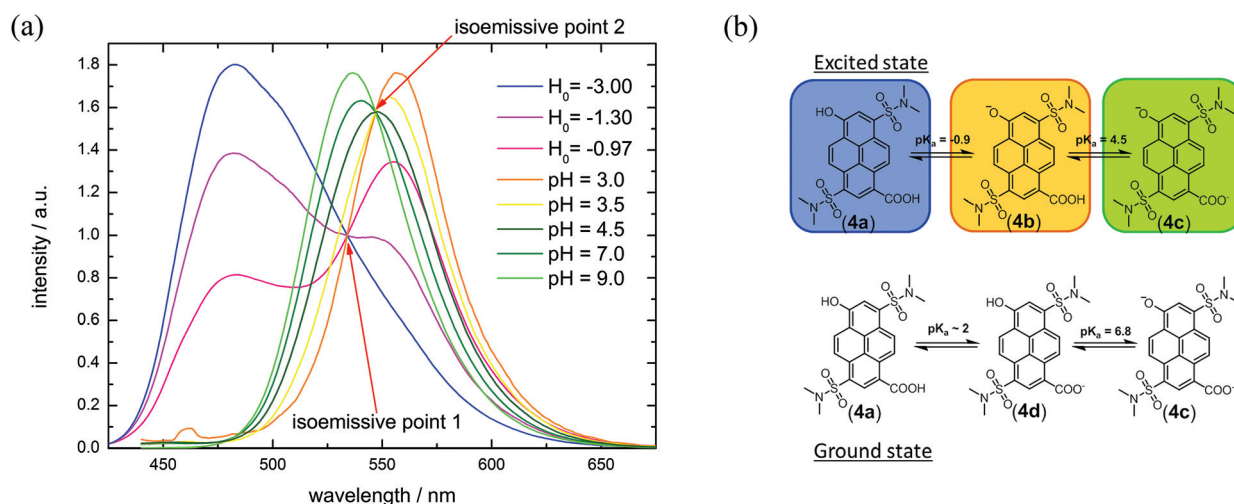 (a)
isoemissive point 2
H₀= -3.00
H₀= -1.30
H₀= -0.97
pH = 3.0
pH = 3.5
pH = 4.5
pH = 7.0
pH = 9.0
isoemissive point 1
intensity / a.u.
1.8
1.6
1.4
1.2
1.0
0.8
0.6
0.4
0.2
0.0
450 500 550 600 650
wavelength / nm
(b)
Excited state
HO O S N O
pKₐ = -0.9
⁻O O S N O
pKₐ = 4.5
⁻O O S N O
O S N O COOH
O S N O COOH
O S N O COO⁻
(4a) (4b) (4c)
HO O S N O
pKₐ ~ 2
HO O S N O
pKₐ = 6.8
⁻O O S N O
O S N O COOH
O S N O COO⁻
O S N O COO⁻
(4a) (4d) (4c)
Ground state